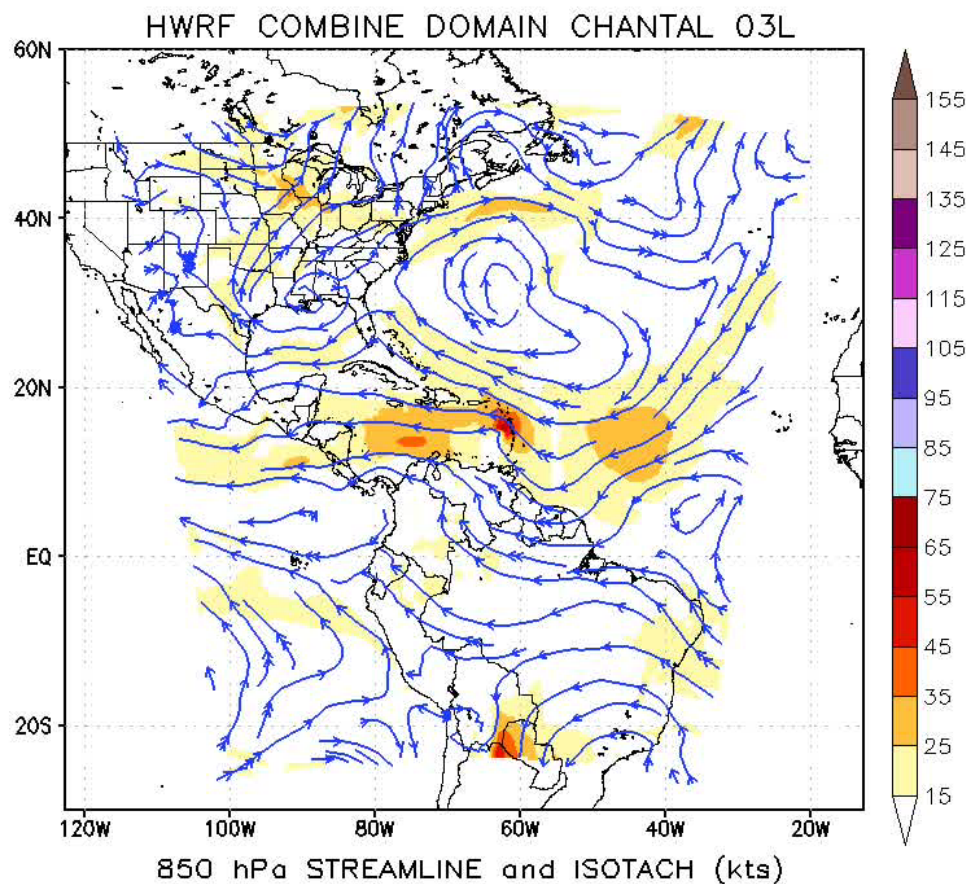 HWRF COMBINE DOMAIN CHANTAL 03L
60N
40N
20N
EQ
20S
120W 100W 80W 60W 40W 20W
155
145
135
125
115
105
95
85
75
65
55
45
35
25
15
850 hPa STREAMLINE and ISOTACH (kts)